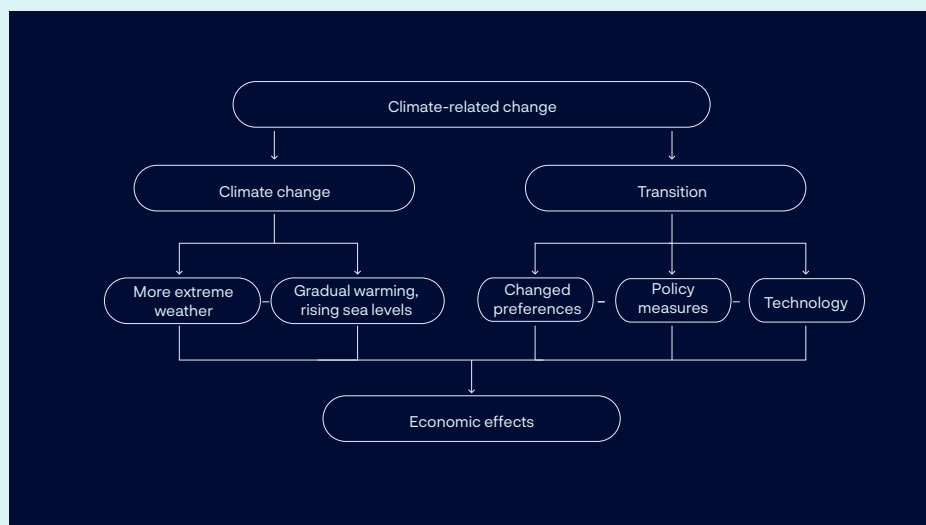 Climate-related change
Climate change
Transition
More extreme
weather
Gradual warming,
rising sea levels
Changed
preferences
Policy
measures
Technology
Economic effects